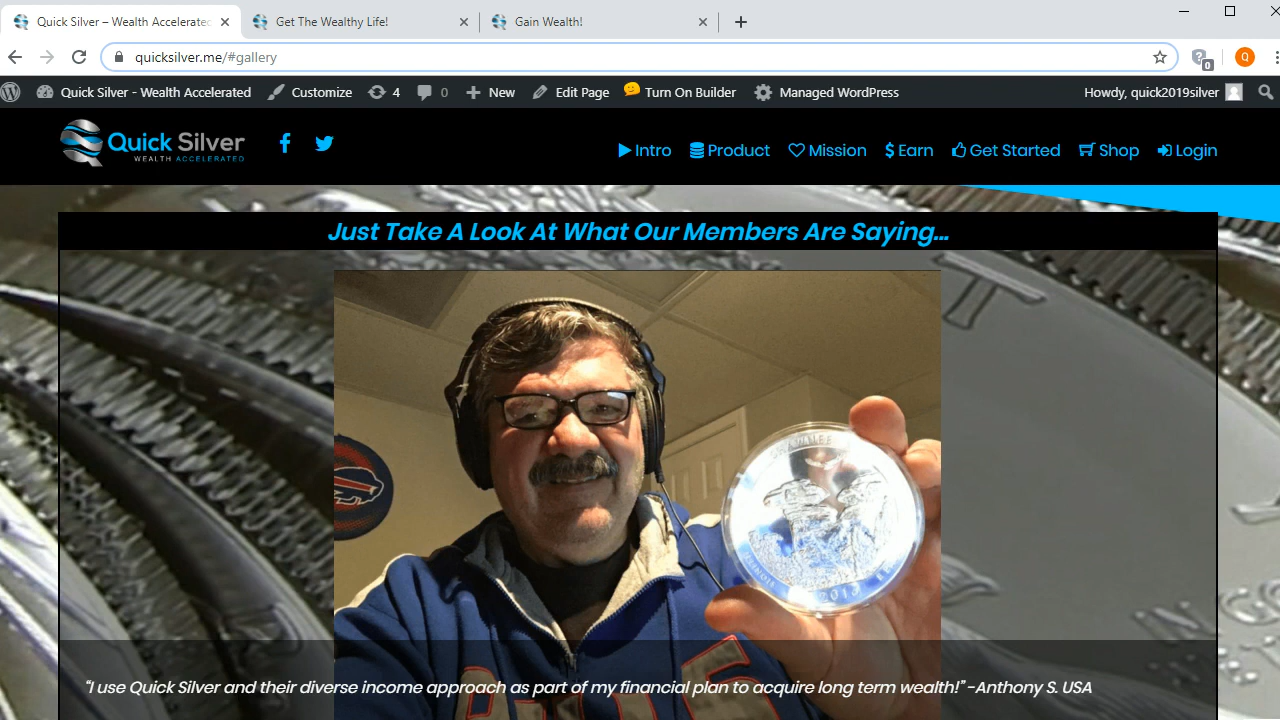 Quick Silver – Wealth Accelerated
Get The Wealthy Life!
Gain Wealth!
quicksilver.me/#gallery
0
Q
Quick Silver - Wealth Accelerated
Customize
4
0
New
Edit Page
Turn On Builder
Managed WordPress
Howdy, quick2019silver
Quick Silver
WEALTH ACCELERATED
Intro
Product
Mission
Earn
Get Started
Shop
Login
Just Take A Look At What Our Members Are Saying...
“I use Quick Silver and their diverse income approach as part of my financial plan to acquire long term wealth!” -Anthony S. USA